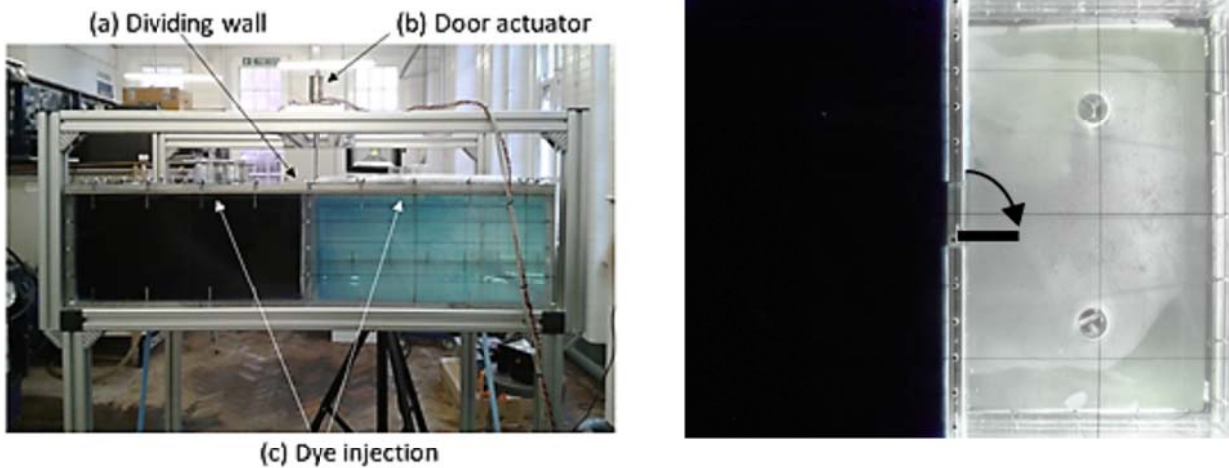 (a) Dividing wall
(b) Door actuator
(c) Dye injection